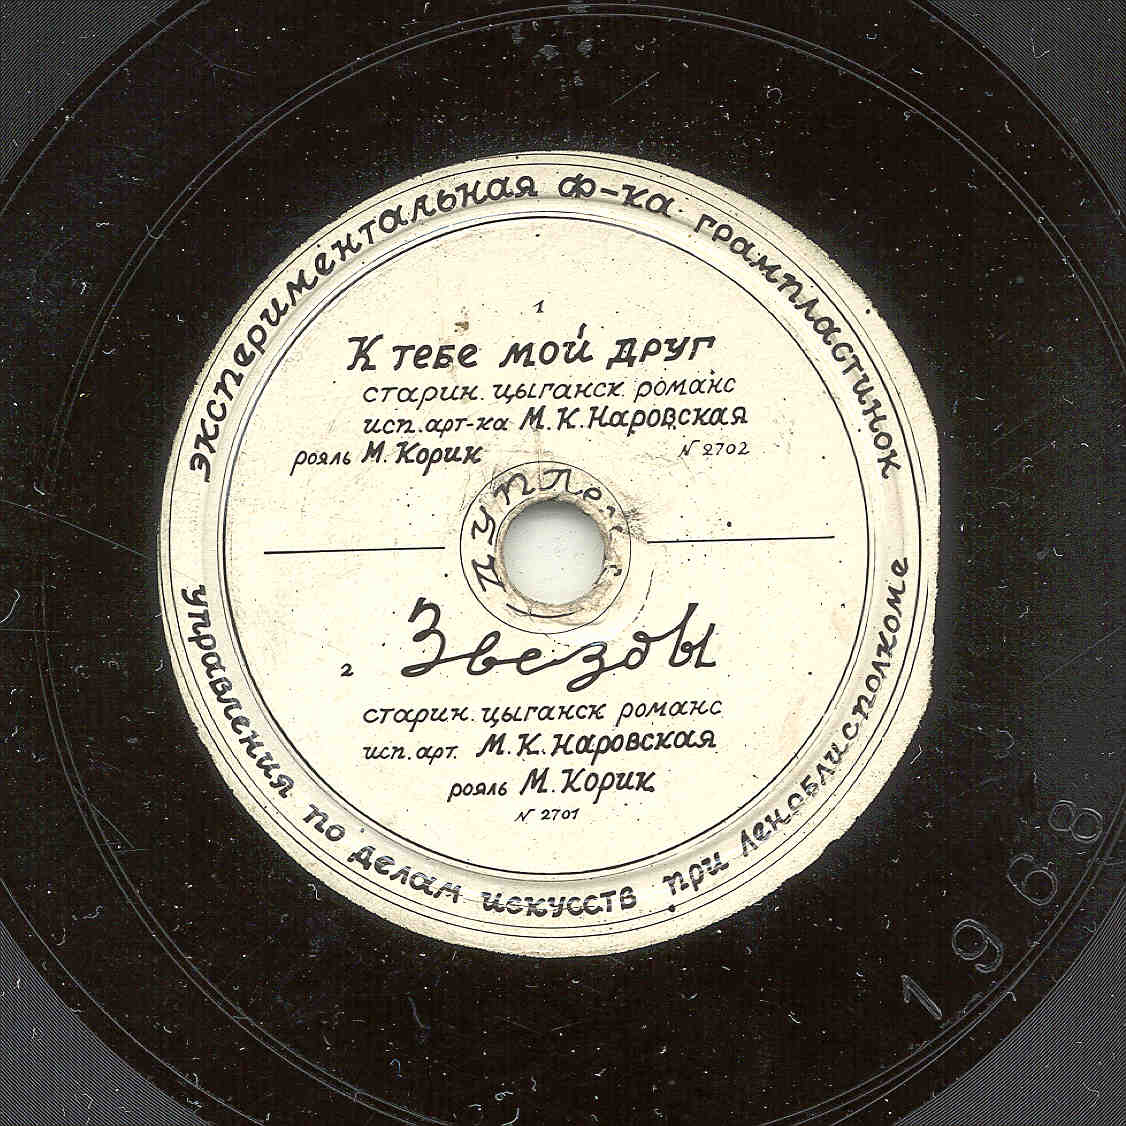 экспериментальная ф-ка грампластинок
1
К тебе мой друг
старин. цыганск. романс
исп. арт-ка М.К. Наровская
рояль М. Корик
N 2702
2
Звезды
старин. цыганск романс
исп. арт. М.К. Наровская
рояль М. Корик
N 2701
управления по делам искусств при леноблисполкоме
1968